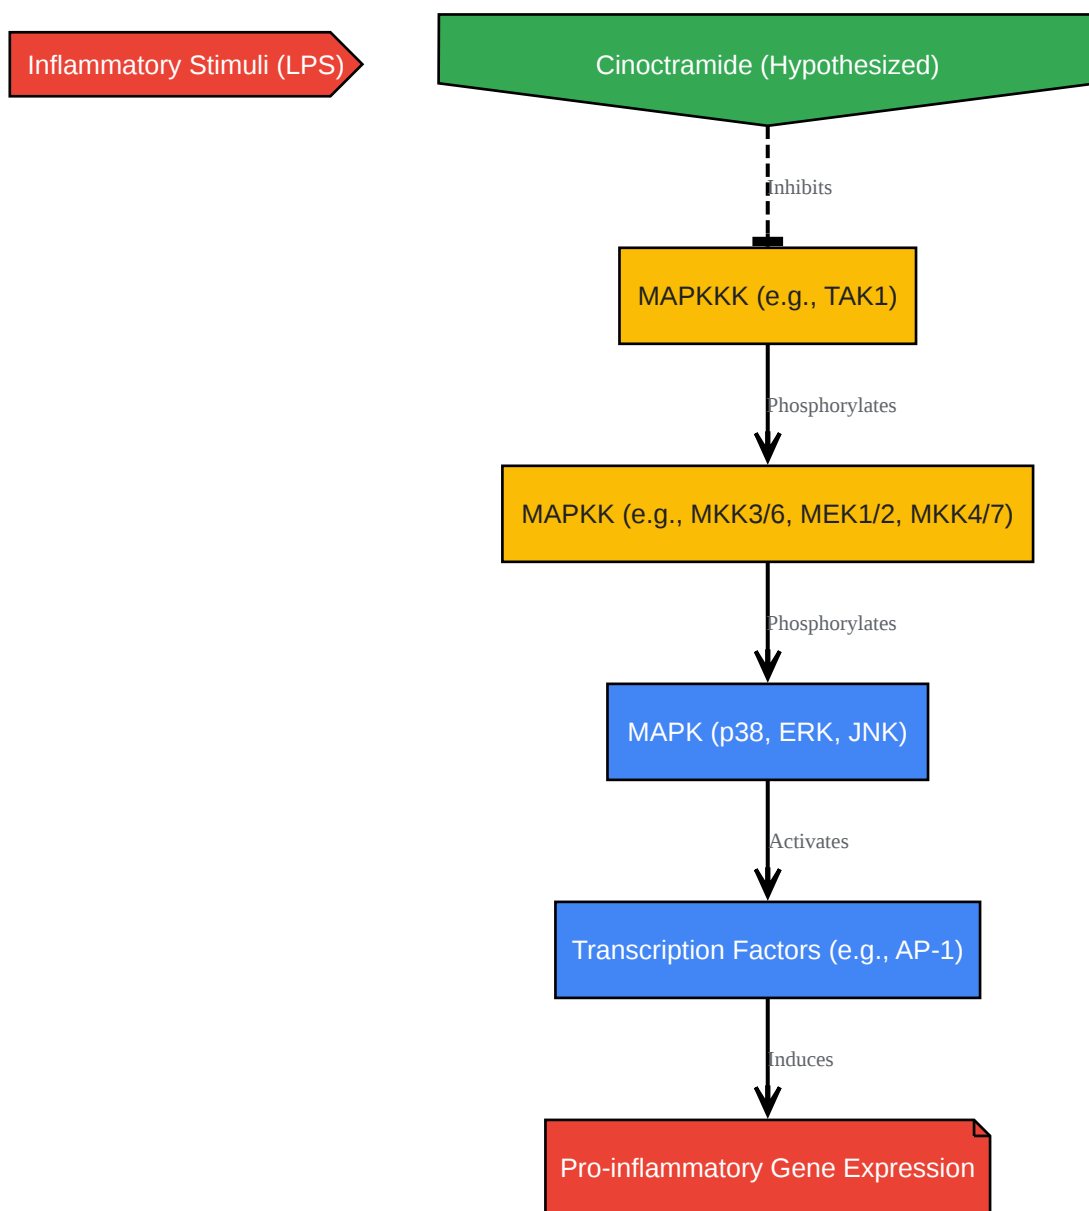 Inflammatory Stimuli (LPS)
Cinoctramide (Hypothesized)
Inhibits
MAPKKK (e.g., TAK1)
Phosphorylates
MAPKK (e.g., MKK3/6, MEK1/2, MKK4/7)
Phosphorylates
MAPK (p38, ERK, JNK)
Activates
Transcription Factors (e.g., AP-1)
Induces
Pro-inflammatory Gene Expression